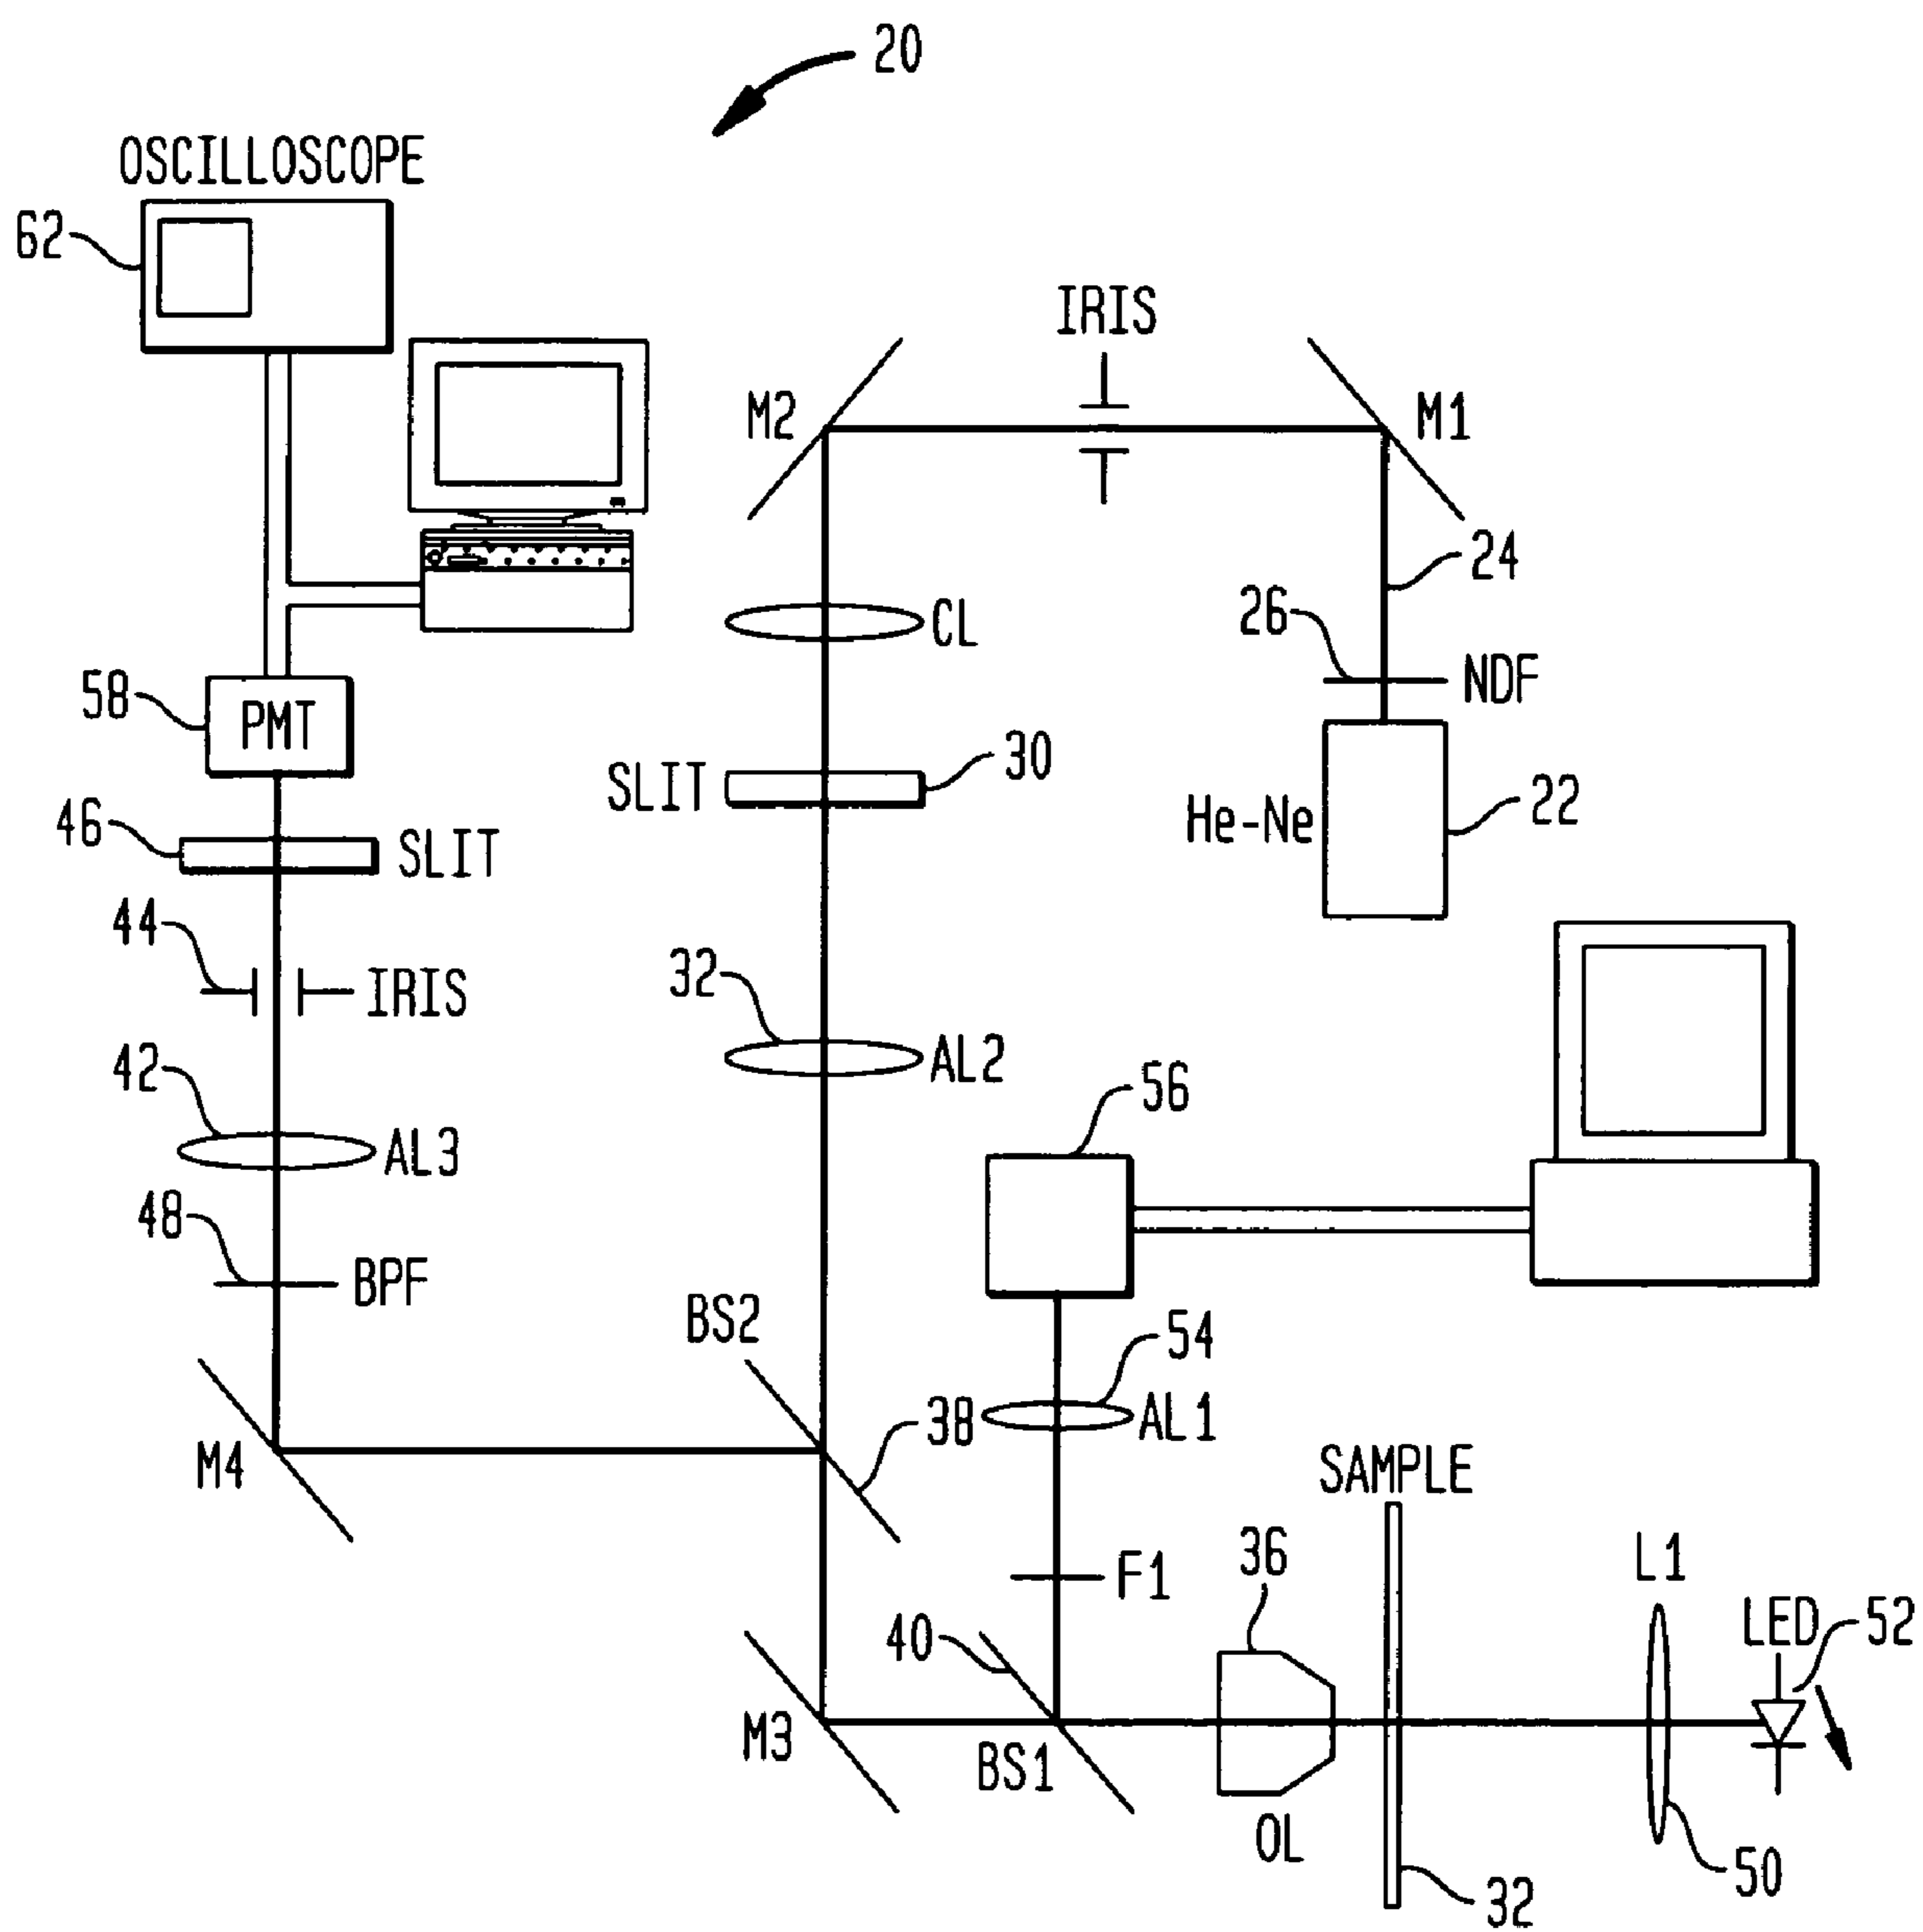 20
OSCILLOSCOPE
62
IRIS
M2
M1
24
26
NDF
CL
58
PMT
SLIT
30
He-Ne
22
46
SLIT
44
IRIS
32
AL2
42
AL3
56
48
BPF
BS2
54
38
AL1
M4
SAMPLE
36
F1
L1
40
LED
52
M3
BS1
OL
50
32